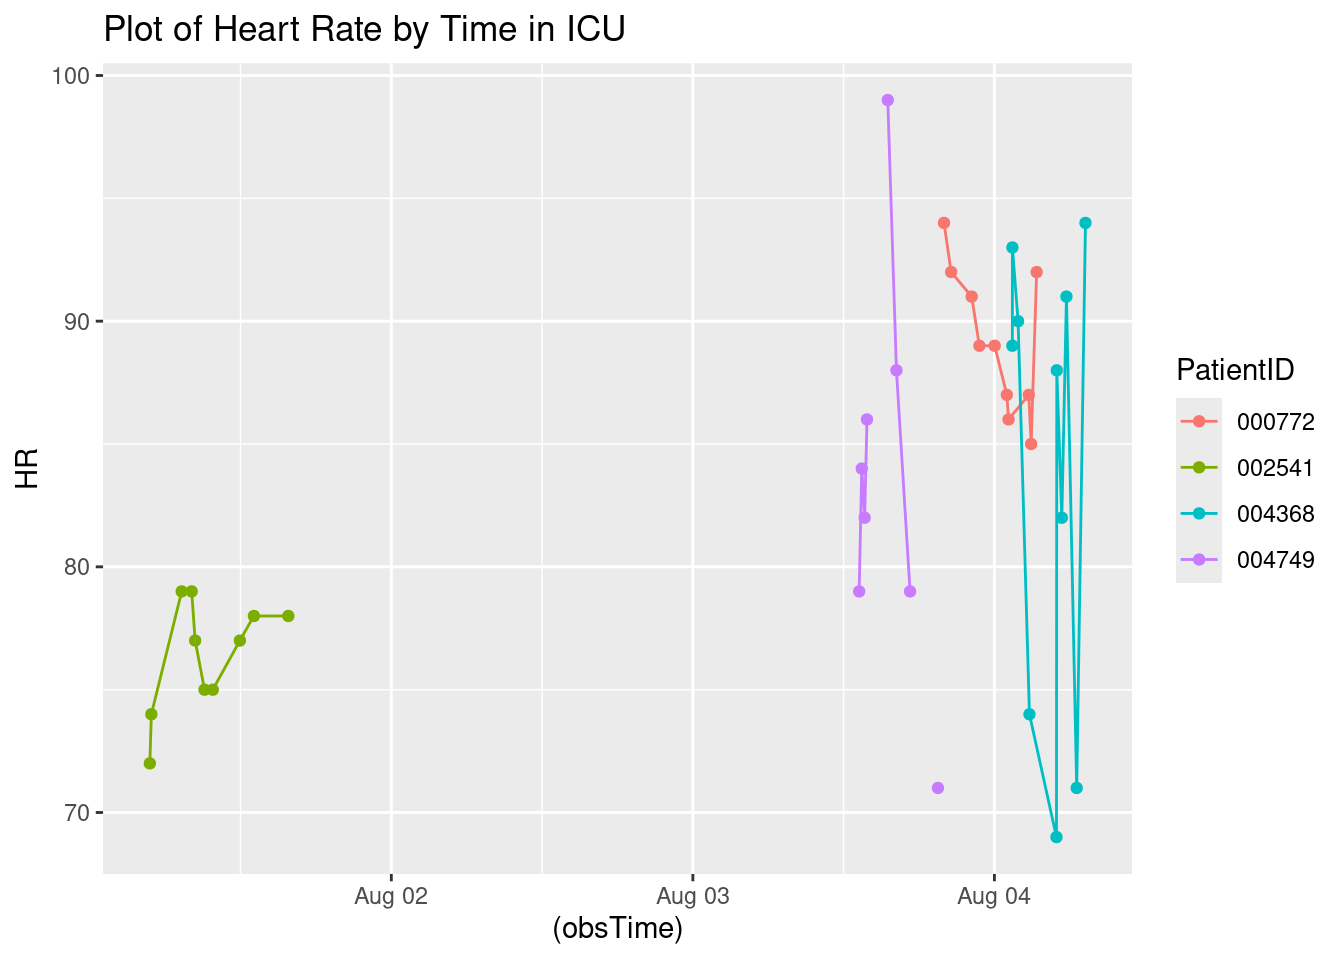 Plot of Heart Rate by Time in ICU
100
90
80
70
HR
Aug 02
Aug 03
Aug 04
(obsTime)
PatientID
000772
002541
004368
004749